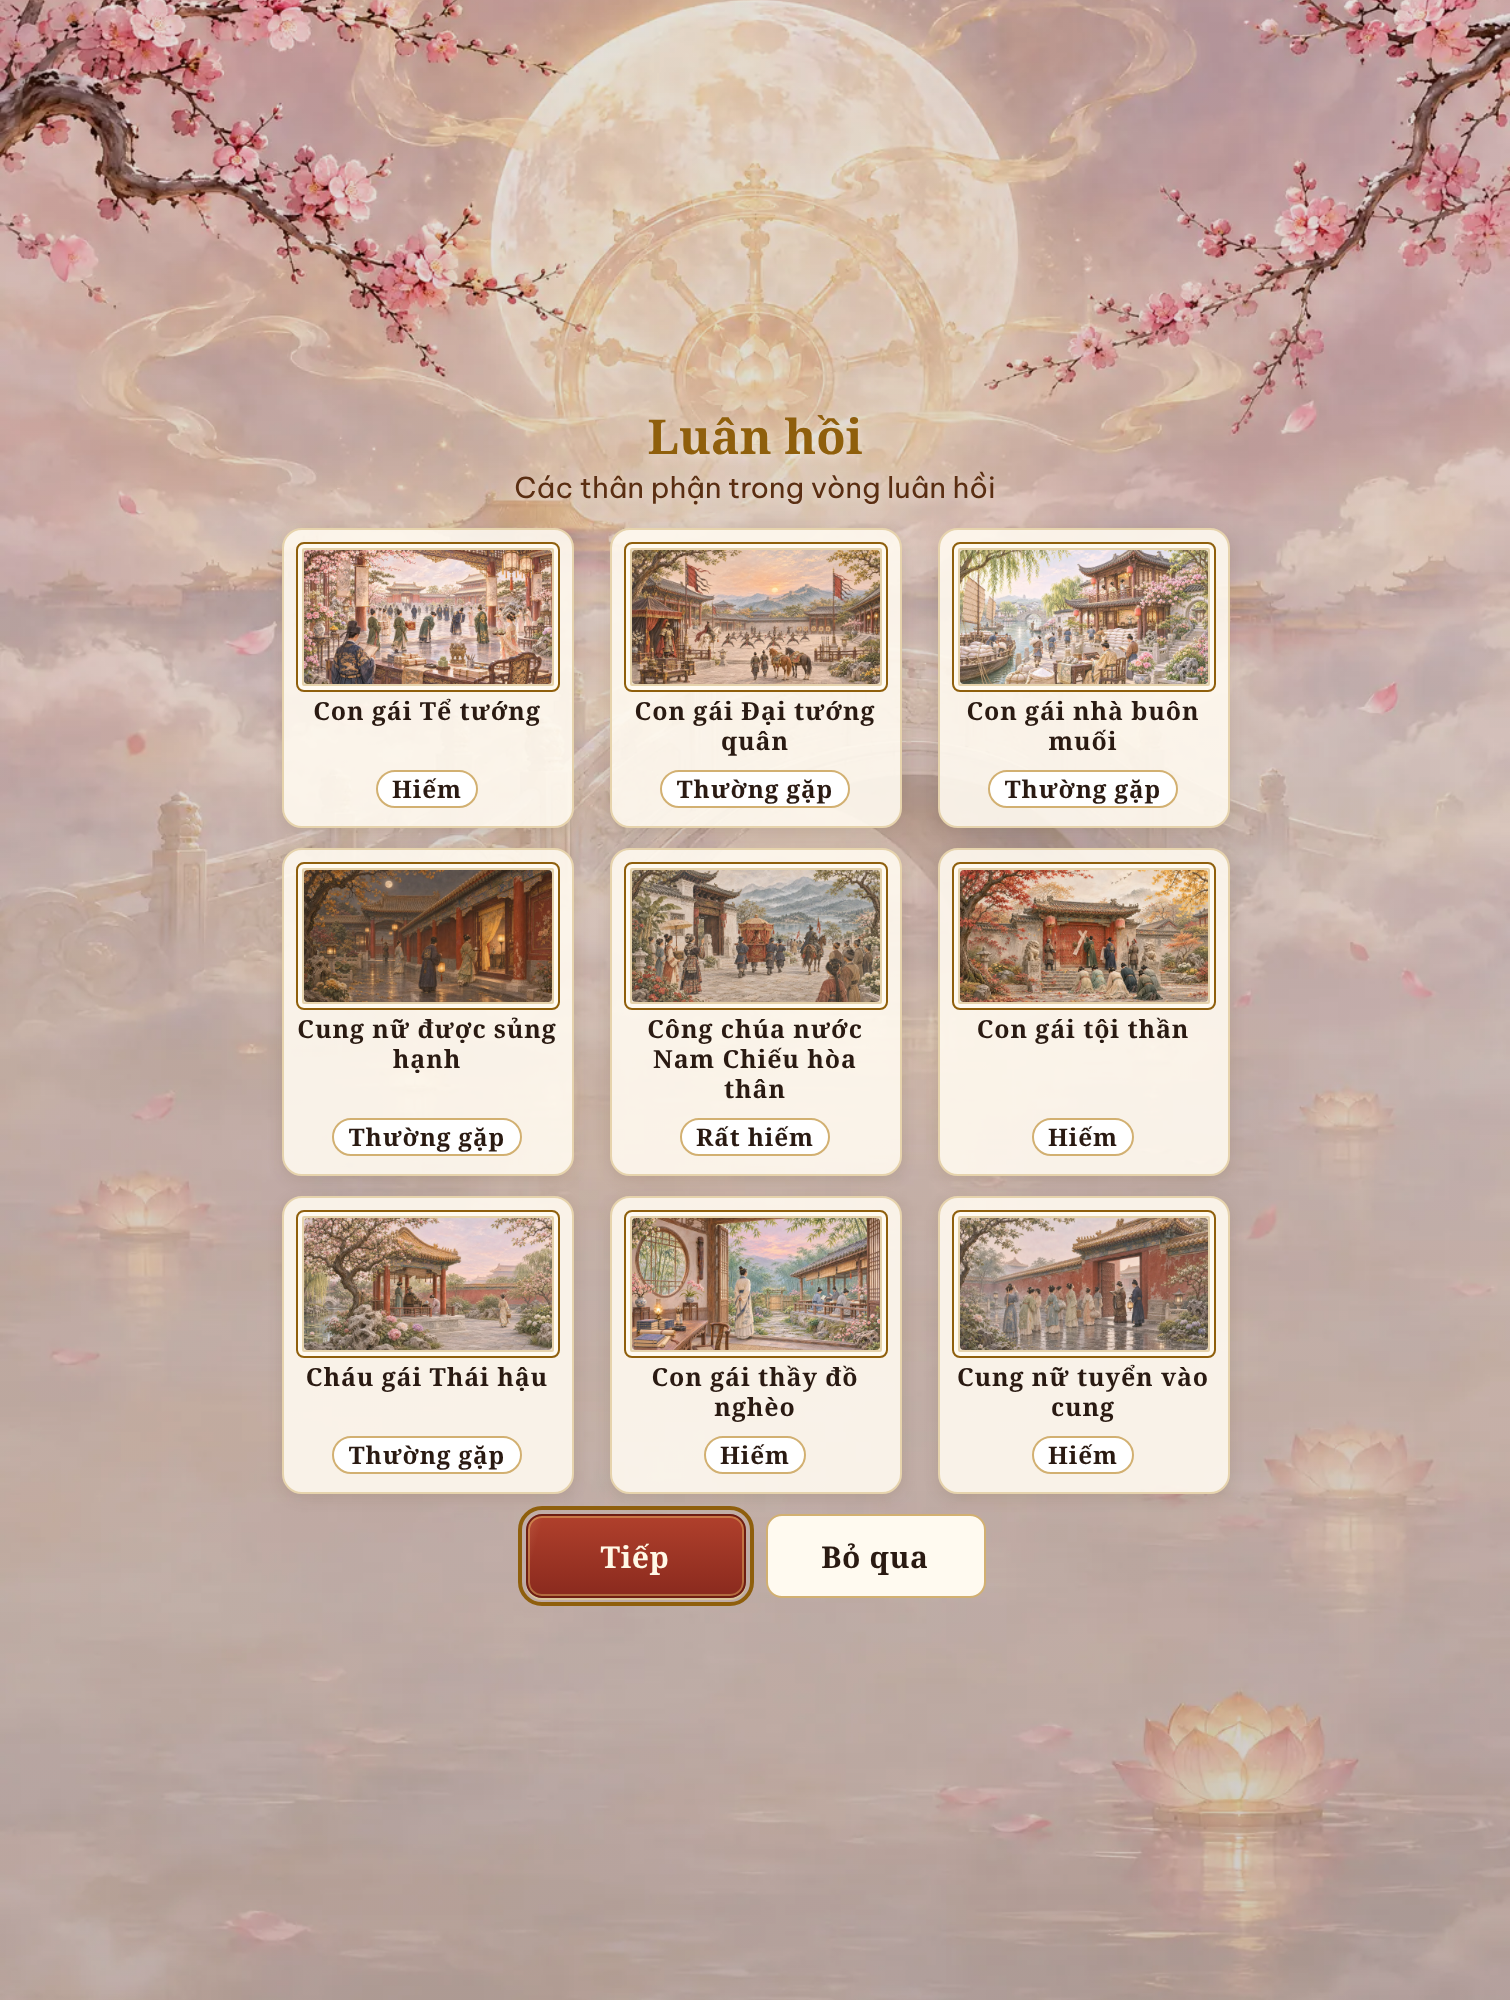 Luân hồi
Các thân phận trong vòng luân hồi
Con gái Tể tướng
Hiếm
Con gái Đại tướng
quân
Thường gặp
Con gái nhà buôn
muối
Thường gặp
Cung nữ được sủng
hạnh
Thường gặp
Công chúa nước
Nam Chiếu hòa
thân
Rất hiếm
Con gái tội thần
Hiếm
Cháu gái Thái hậu
Thường gặp
Con gái thầy đồ
nghèo
Hiếm
Cung nữ tuyển vào
cung
Hiếm
Tiếp
Bỏ qua